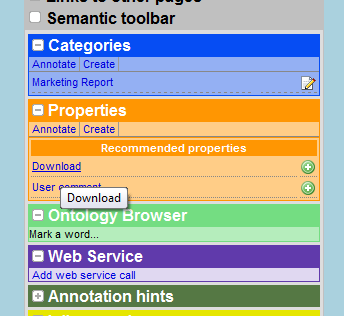 Links to other pages
Semantic toolbar
Categories
Annotate Create
Marketing Report
Properties
Annotate Create
Recommended properties
Download
User comment
Download
Ontology Browser
Mark a word...
Web Service
Add web service call
Annotation hints